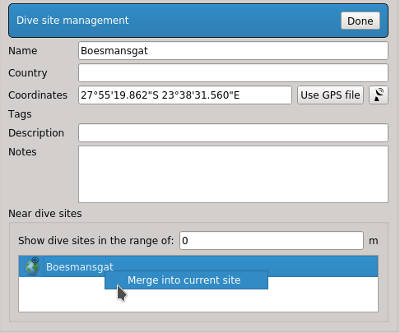 Dive site management Done
Name Boesmansgat
Country
Coordinates 27°55'19.862"S 23°38'31.560"E Use GPS file
Tags
Description
Notes
Near dive sites
Show dive sites in the range of: 0 m
Boesmansgat
Merge into current site